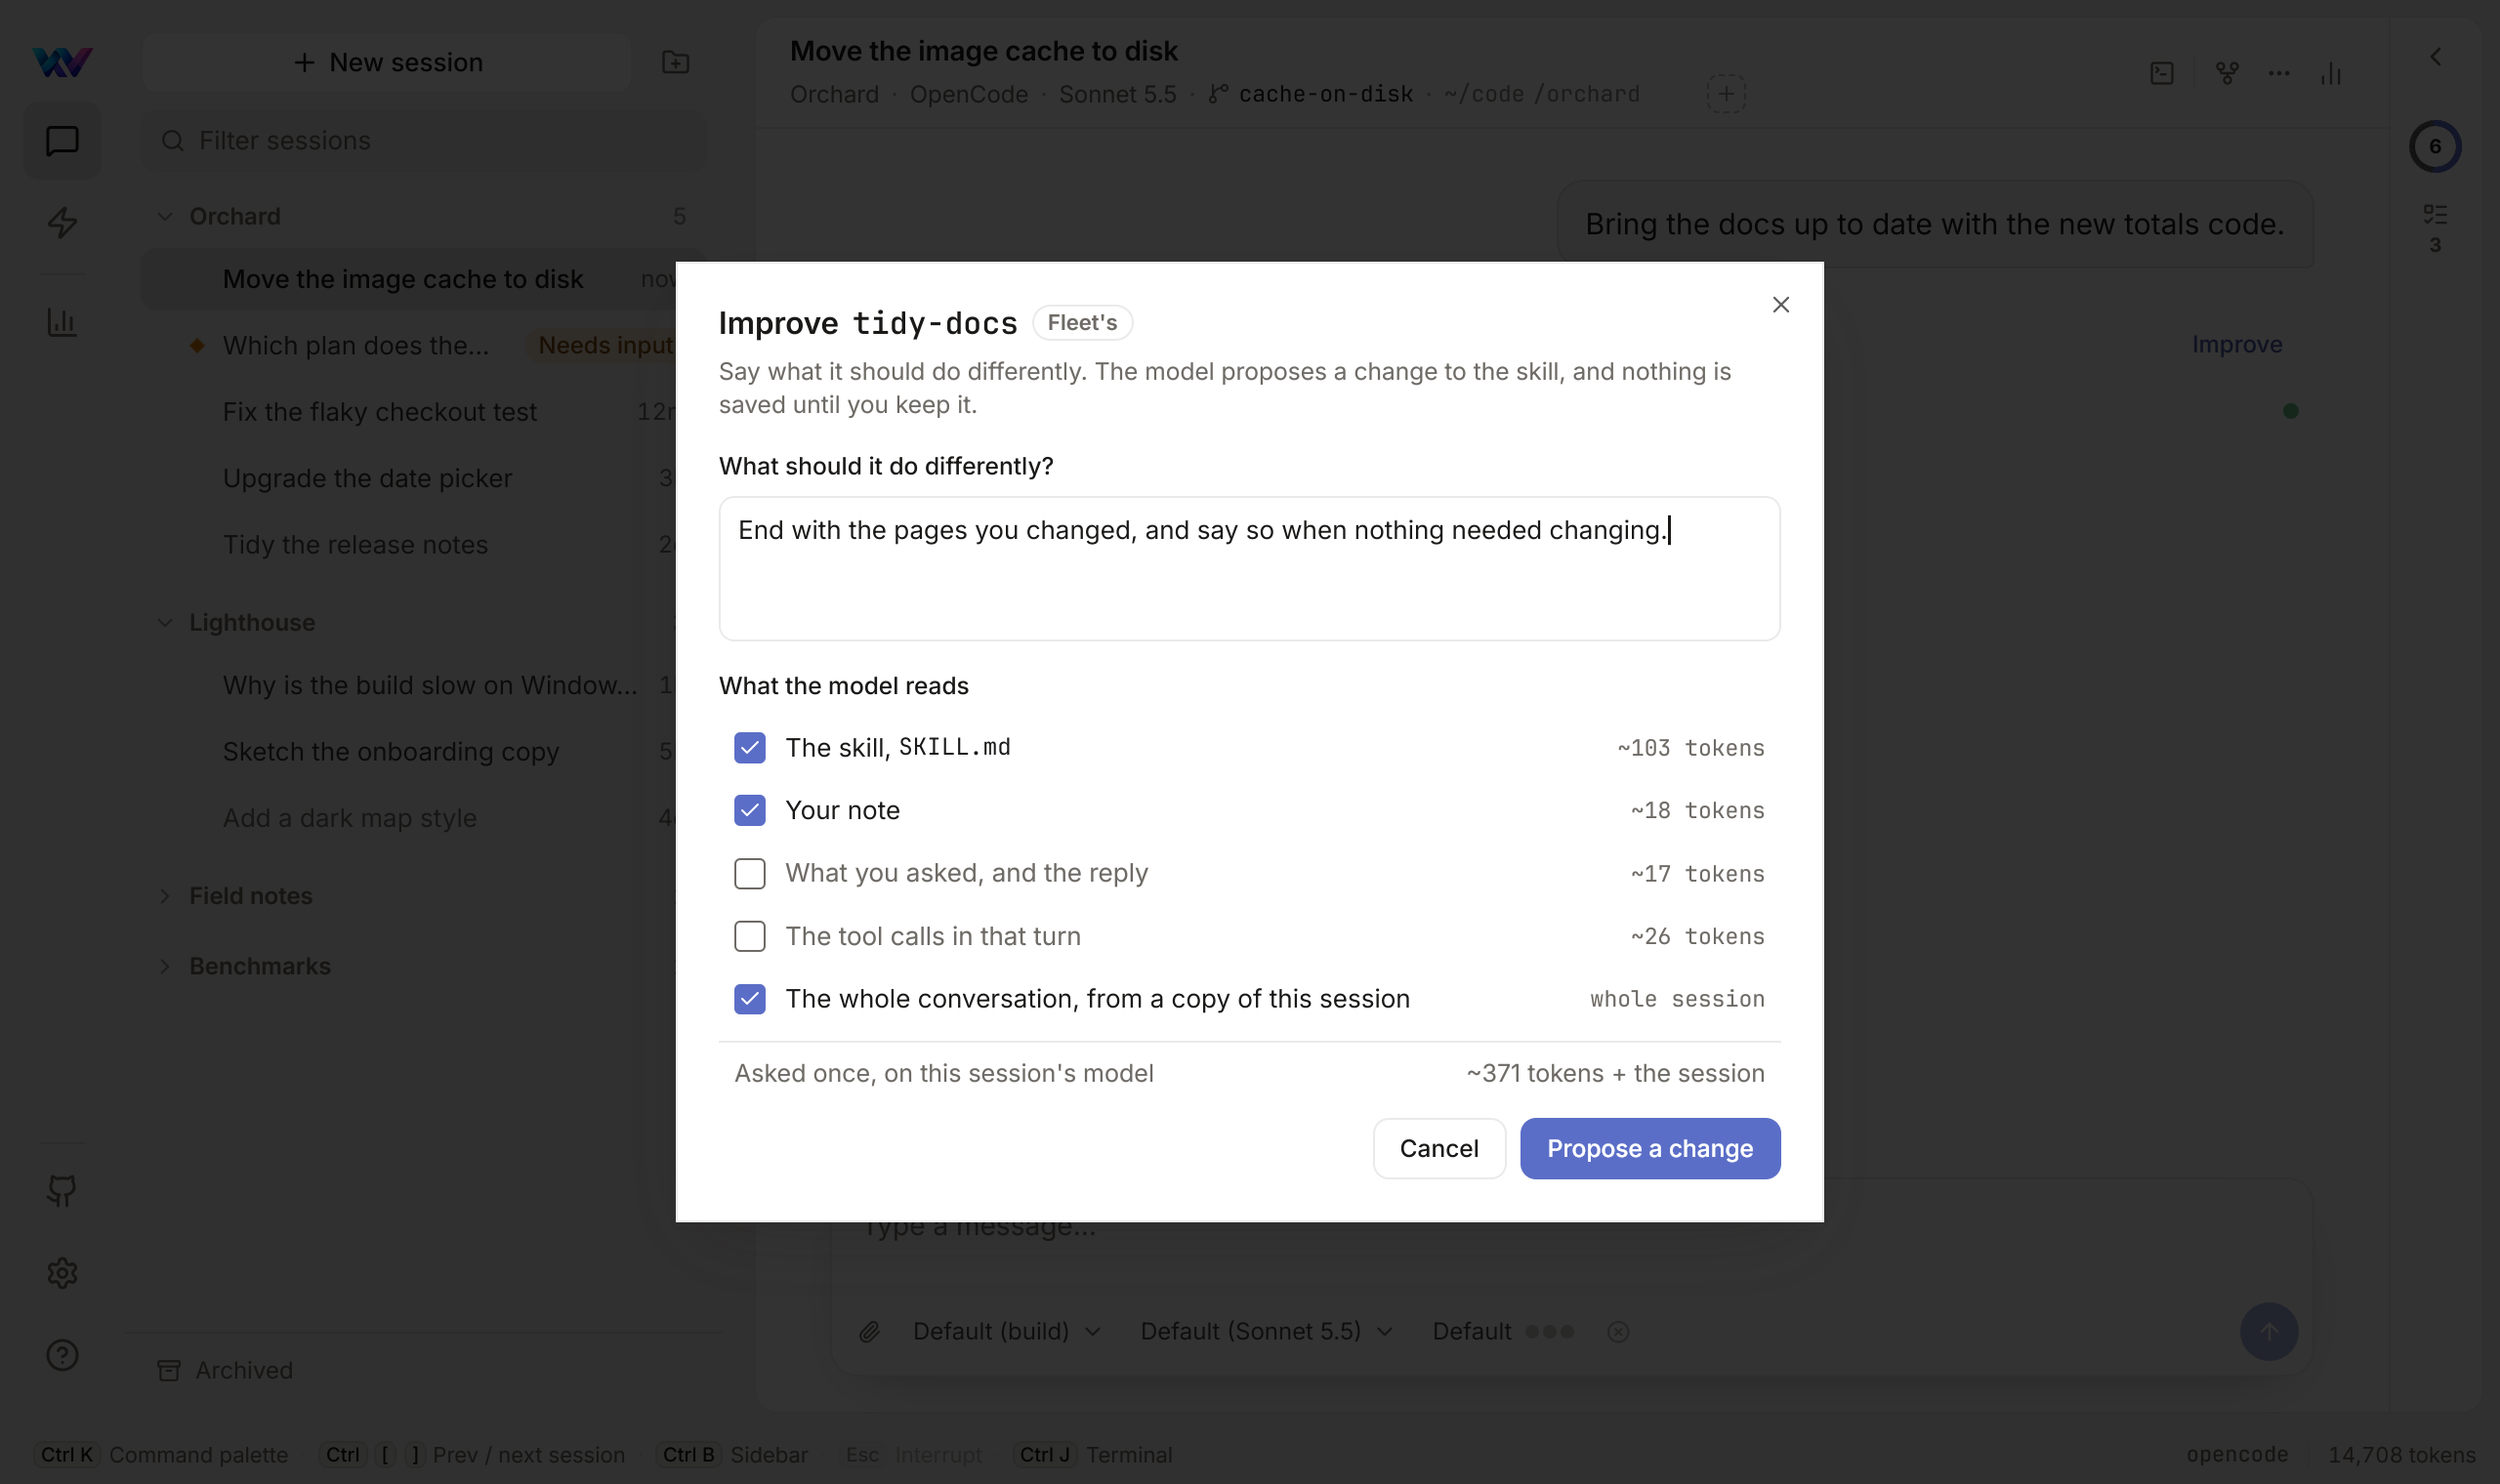 New session
Filter sessions
Orchard 5
Move the image cache to disk
Which plan does the... Needs input
Fix the flaky checkout test
Upgrade the date picker
Tidy the release notes
Lighthouse
Why is the build slow on Window...
Sketch the onboarding copy
Add a dark map style
Field notes
Benchmarks
Archived
Move the image cache to disk
Orchard · OpenCode · Sonnet 5.5 · cache-on-disk · ~/code/orchard
6
3
Bring the docs up to date with the new totals code.
Improve
Improve tidy-docs Fleet's
Say what it should do differently. The model proposes a change to the skill, and nothing is
saved until you keep it.
What should it do differently?
End with the pages you changed, and say so when nothing needed changing.
What the model reads
The skill, SKILL.md ~103 tokens
Your note ~18 tokens
What you asked, and the reply ~17 tokens
The tool calls in that turn ~26 tokens
The whole conversation, from a copy of this session whole session
Asked once, on this session's model ~371 tokens + the session
Cancel Propose a change
Type a message...
Default (build) Default (Sonnet 5.5) Default
Ctrl K Command palette Ctrl [ ] Prev / next session Ctrl B Sidebar Esc Interrupt Ctrl J Terminal opencode 14,708 tokens